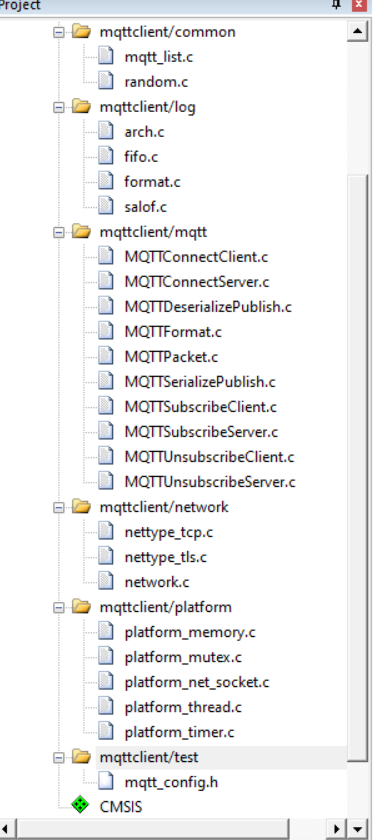 Project
mqttclient/common
mqtt_list.c
random.c
mqttclient/log
arch.c
fifo.c
format.c
salof.c
mqttclient/mqtt
MQTTConnectClient.c
MQTTConnectServer.c
MQTTDeserializePublish.c
MQTTFormat.c
MQTTPacket.c
MQTTSerializePublish.c
MQTTSubscribeClient.c
MQTTSubscribeServer.c
MQTTUnsubscribeClient.c
MQTTUnsubscribeServer.c
mqttclient/network
nettype_tcp.c
nettype_tls.c
network.c
mqttclient/platform
platform_memory.c
platform_mutex.c
platform_net_socket.c
platform_thread.c
platform_timer.c
mqttclient/test
mqtt_config.h
CMSIS